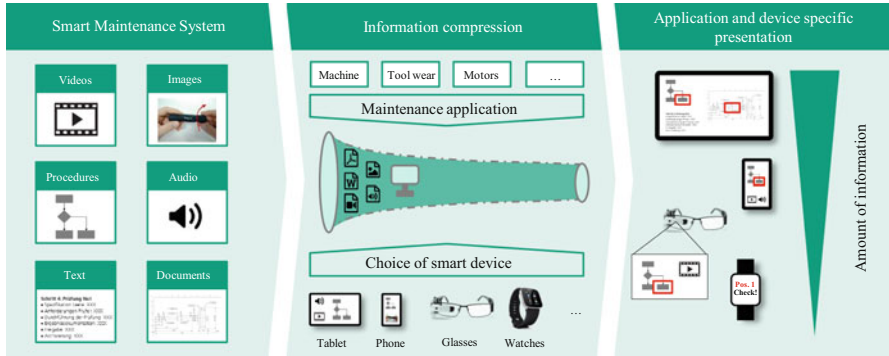 Smart Maintenance System
Videos
Images
Procedures
Audio
Text
Documents
Information compression
Machine
Tool wear
Motors
…
Maintenance application
W
Choice of smart device
Tablet
Phone
Glasses
Watches
…
Application and device specific
presentation
Pos. 1
Check!
Amount of information